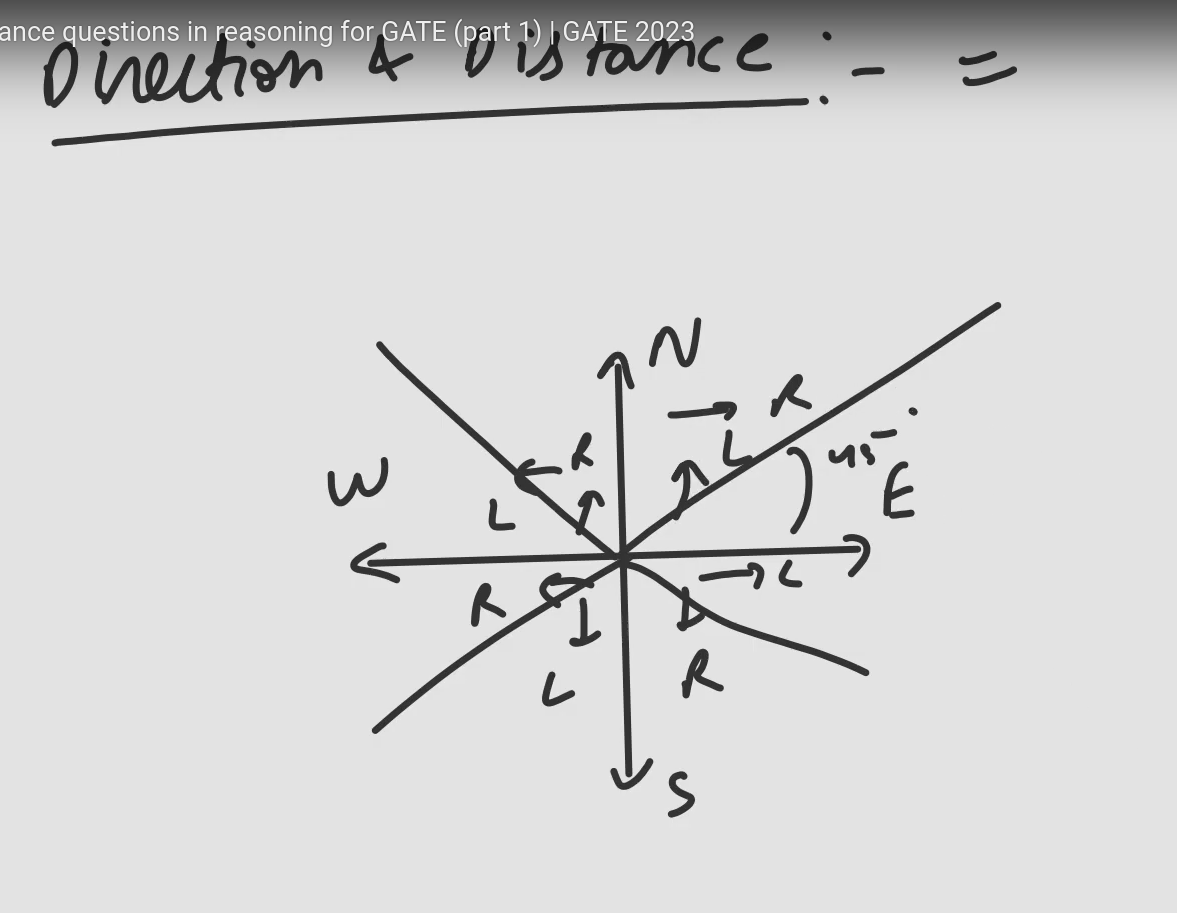 ance questions in reasoning for GATE (part 1) | GATE 2023
Direction & Distance :- =
N
R
L
45°
R
W
E
L
L
R
L
R
S